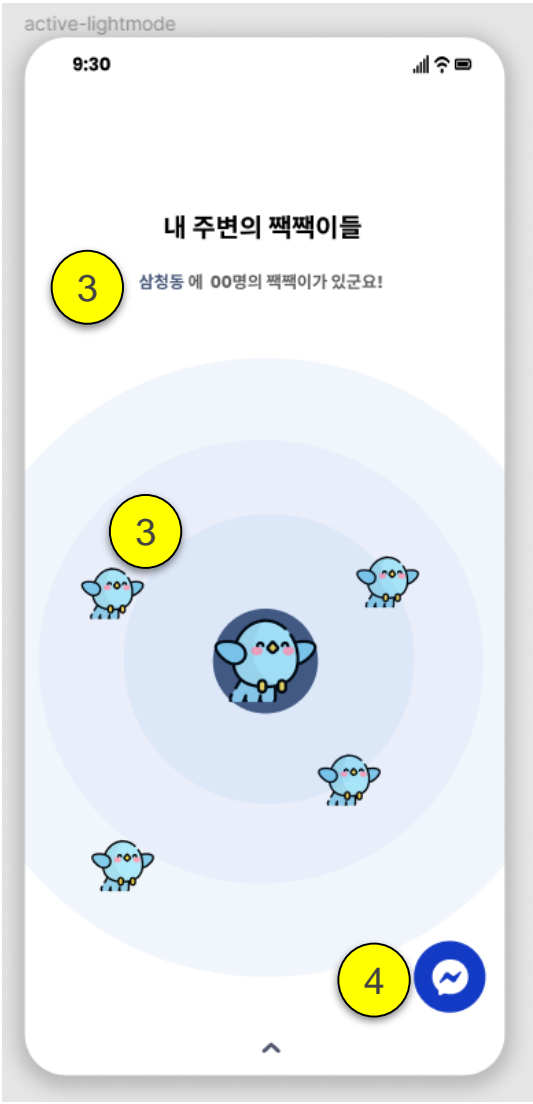 active-lightmode
9:30
내 주변의 짹짹이들
3
삼청동 에 00명의 짹짹이가 있군요!
3
4